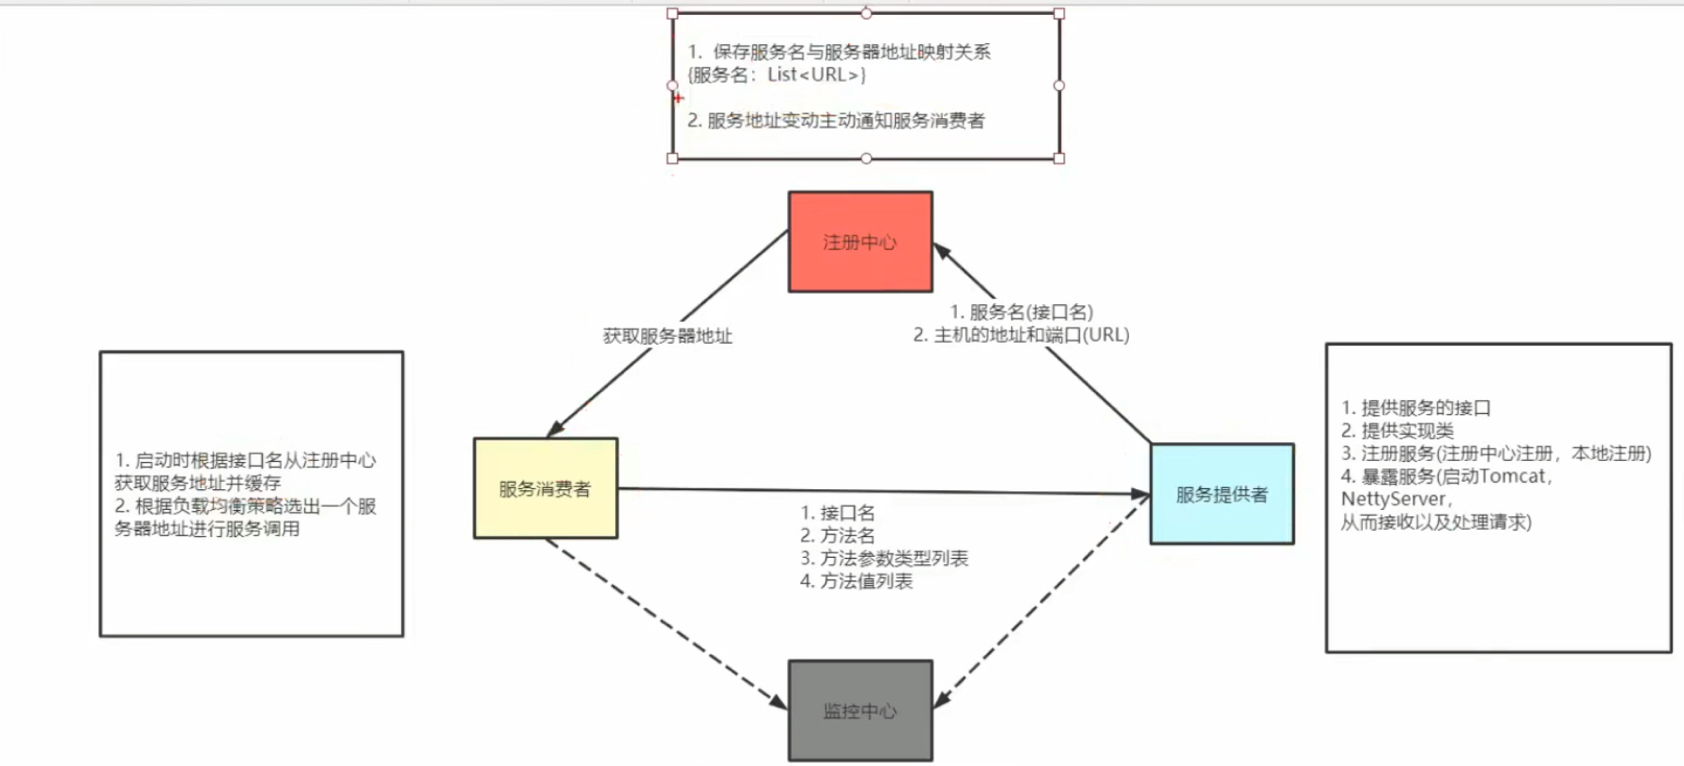 1. 保存服务名与服务器地址映射关系
{服务名：List<URL>}
2. 服务地址变动主动通知服务消费者
注册中心
获取服务器地址
1. 服务名(接口名)
2. 主机的地址和端口(URL)
1. 启动时根据接口名从注册中心
获取服务地址并缓存
2. 根据负载均衡策略选出一个服
务器地址进行服务调用
服务消费者
1. 接口名
2. 方法名
3. 方法参数类型列表
4. 方法值列表
服务提供者
1. 提供服务的接口
2. 提供实现类
3. 注册服务(注册中心注册，本地注册)
4. 暴露服务(启动Tomcat，
NettyServer，
从而接收以及处理请求)
监控中心